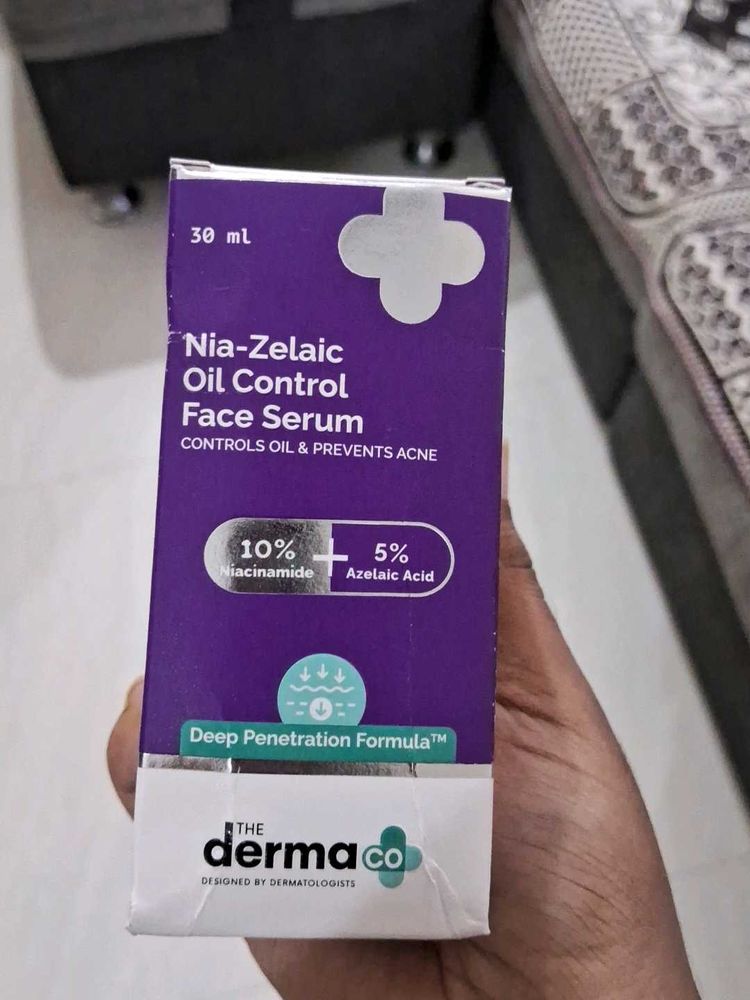 30 ml
Nia-Zelaic
Oil Control
Face Serum
CONTROLS OIL & PREVENTS ACNE
10%
Niacinamide
+
5%
Azelaic Acid
Deep Penetration Formula™
THE
derma co
DESIGNED BY DERMATOLOGISTS